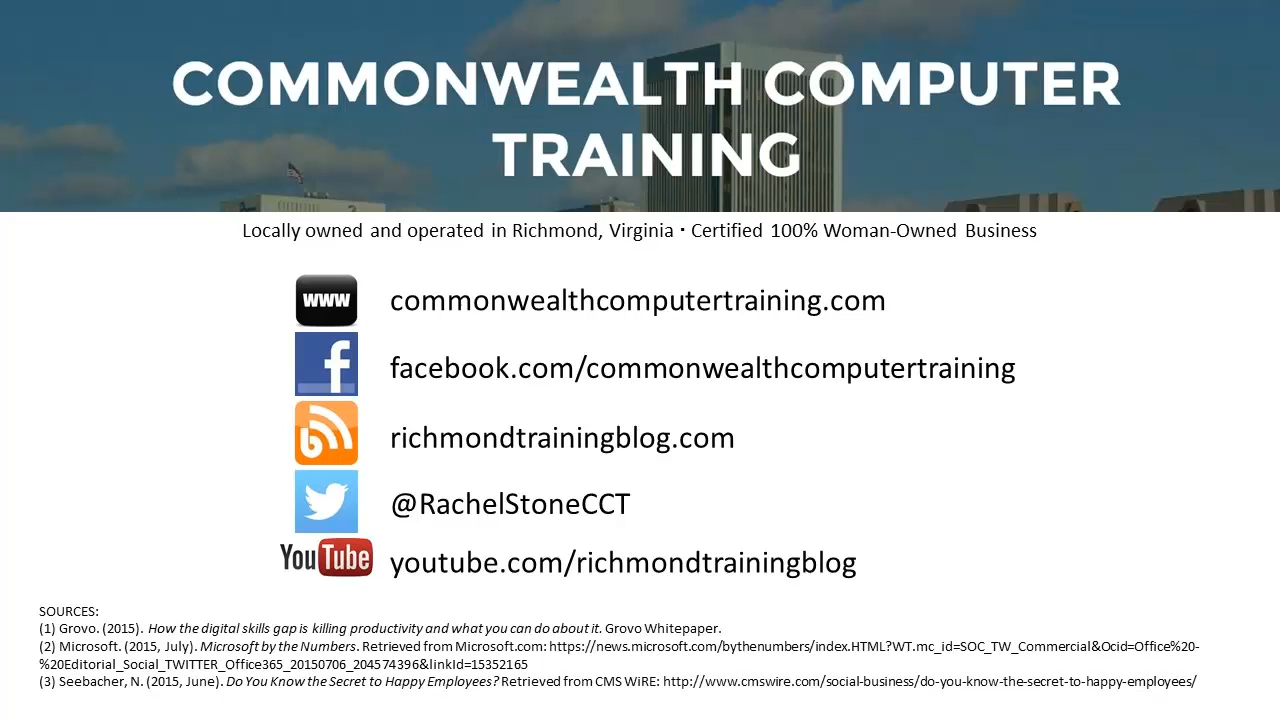 COMMONWEALTH COMPUTER
TRAINING
Locally owned and operated in Richmond, Virginia · Certified 100% Woman-Owned Business
www
commonwealthcomputertraining.com
f
facebook.com/commonwealthcomputertraining
b
richmondtrainingblog.com
@RachelStoneCCT
YouTube
youtube.com/richmondtrainingblog
SOURCES:
(1) Grovo. (2015). How the digital skills gap is killing productivity and what you can do about it. Grovo Whitepaper.
(2) Microsoft. (2015, July). Microsoft by the Numbers. Retrieved from Microsoft.com: https://news.microsoft.com/bythenumbers/index.HTML?WT.mc_id=SOC_TW_Commercial&Ocid=Office%20-
%20Editorial_Social_TWITTER_Office365_20150706_204574396&linkId=15352165
(3) Seebacher, N. (2015, June). Do You Know the Secret to Happy Employees? Retrieved from CMS WiRE: http://www.cmswire.com/social-business/do-you-know-the-secret-to-happy-employees/